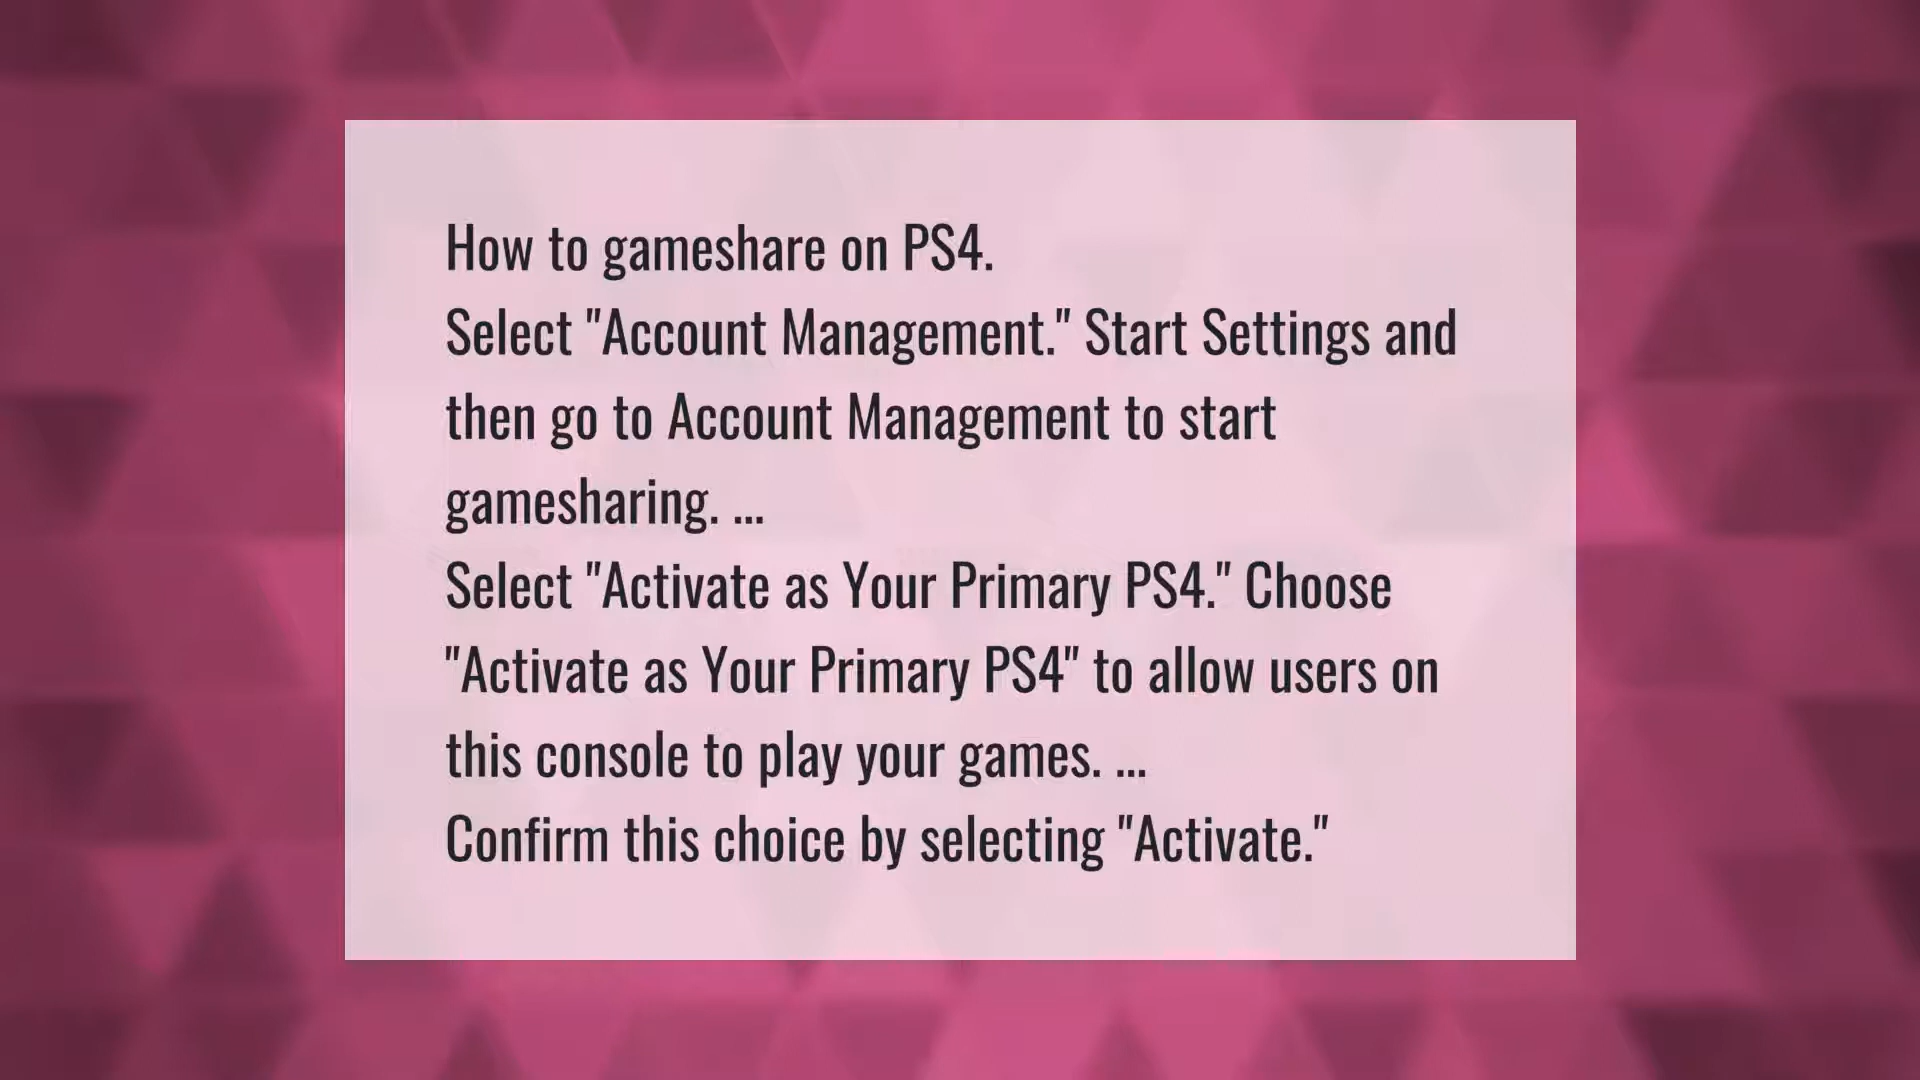 How to gameshare on PS4.
Select "Account Management." Start Settings and
then go to Account Management to start
gamesharing. ...
Select "Activate as Your Primary PS4." Choose
"Activate as Your Primary PS4" to allow users on
this console to play your games. ...
Confirm this choice by selecting "Activate."